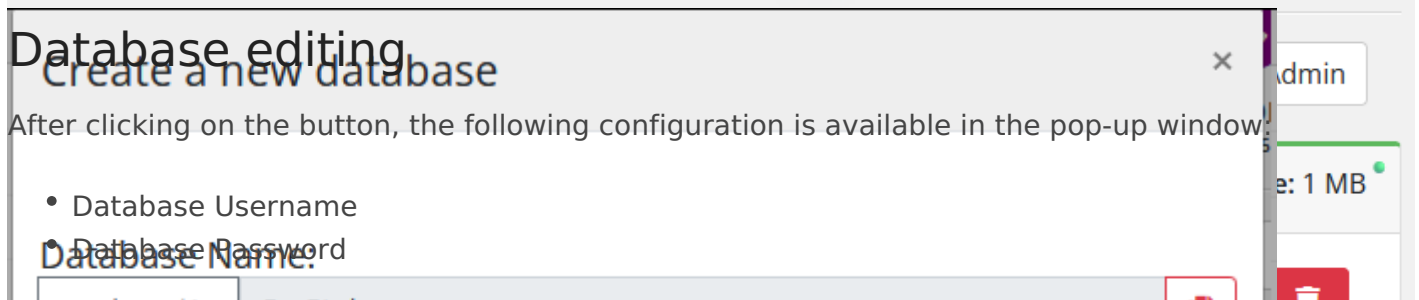 Database editing
Create a new database ×
Admin
After clicking on the button, the following configuration is available in the pop-up window:
e: 1 MB
• Database Username
• Database Password
Database Name: